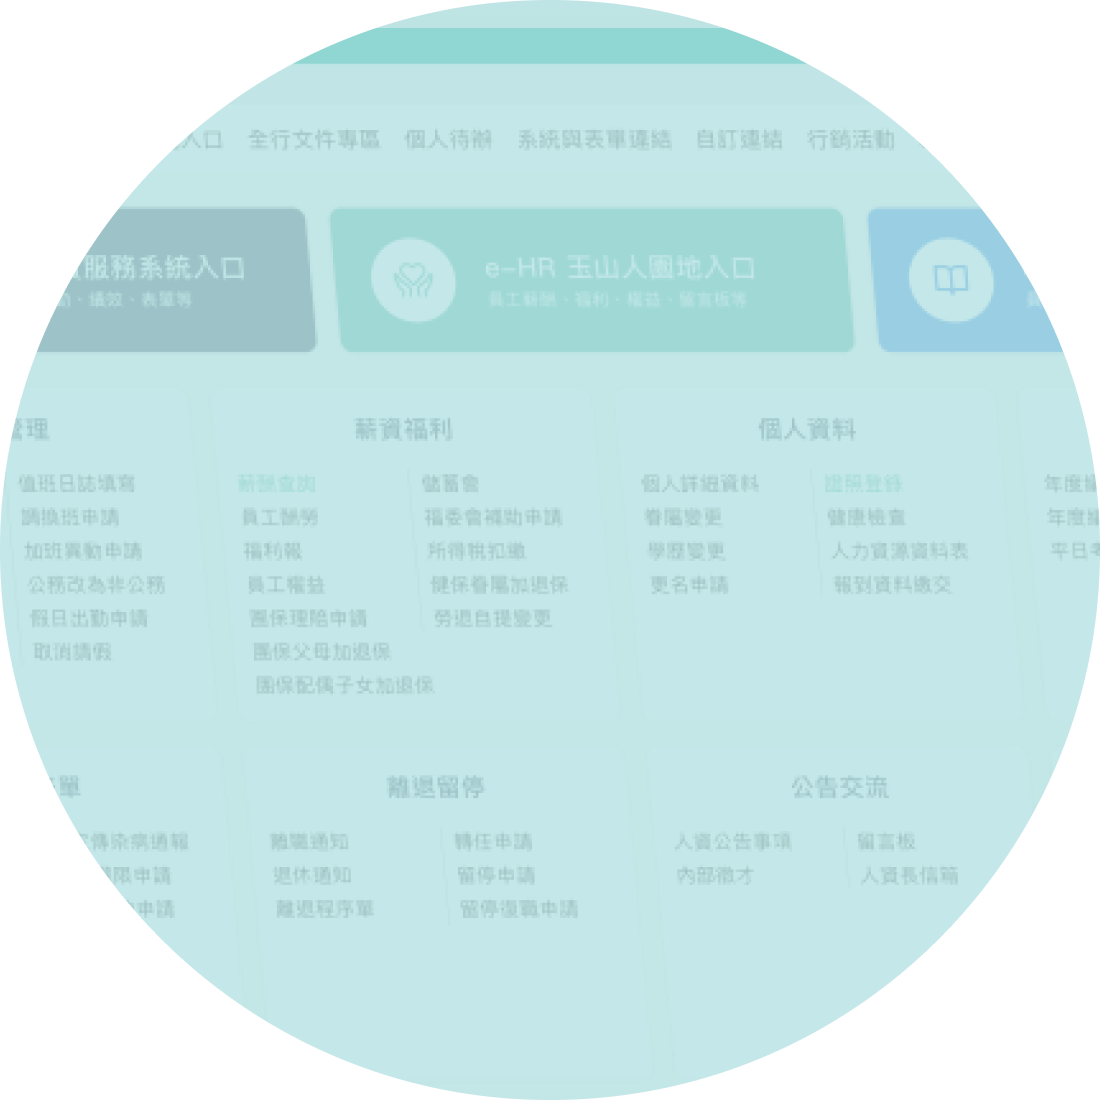 入口 全行文件專區 個人待辦 系統與表單連結 自訂連結 行銷活動
服務系統入口
績效、表單等
e-HR 玉山人園地入口
員工薪酬、福利、權益、留言板等
管理
值班日誌填寫
調換班申請
加班異動申請
公務改為非公務
假日出勤申請
取消請假
薪資福利
薪酬查詢
員工酬勞
福利報
員工權益
團保理賠申請
團保父母加退保
團保配偶子女加退保
儲蓄會
福委會補助申請
所得稅扣繳
健保眷屬加退保
勞退自提變更
個人資料
個人詳細資料
眷屬變更
學歷變更
更名申請
證照登錄
健康檢查
人力資源資料表
報到資料繳交
年度
年度
平日
單
傳染病通報
限申請
申請
離退留停
離職通知
退休通知
離退程序單
轉任申請
留停申請
留停復職申請
公告交流
人資公告事項
內部徵才
留言板
人資長信箱